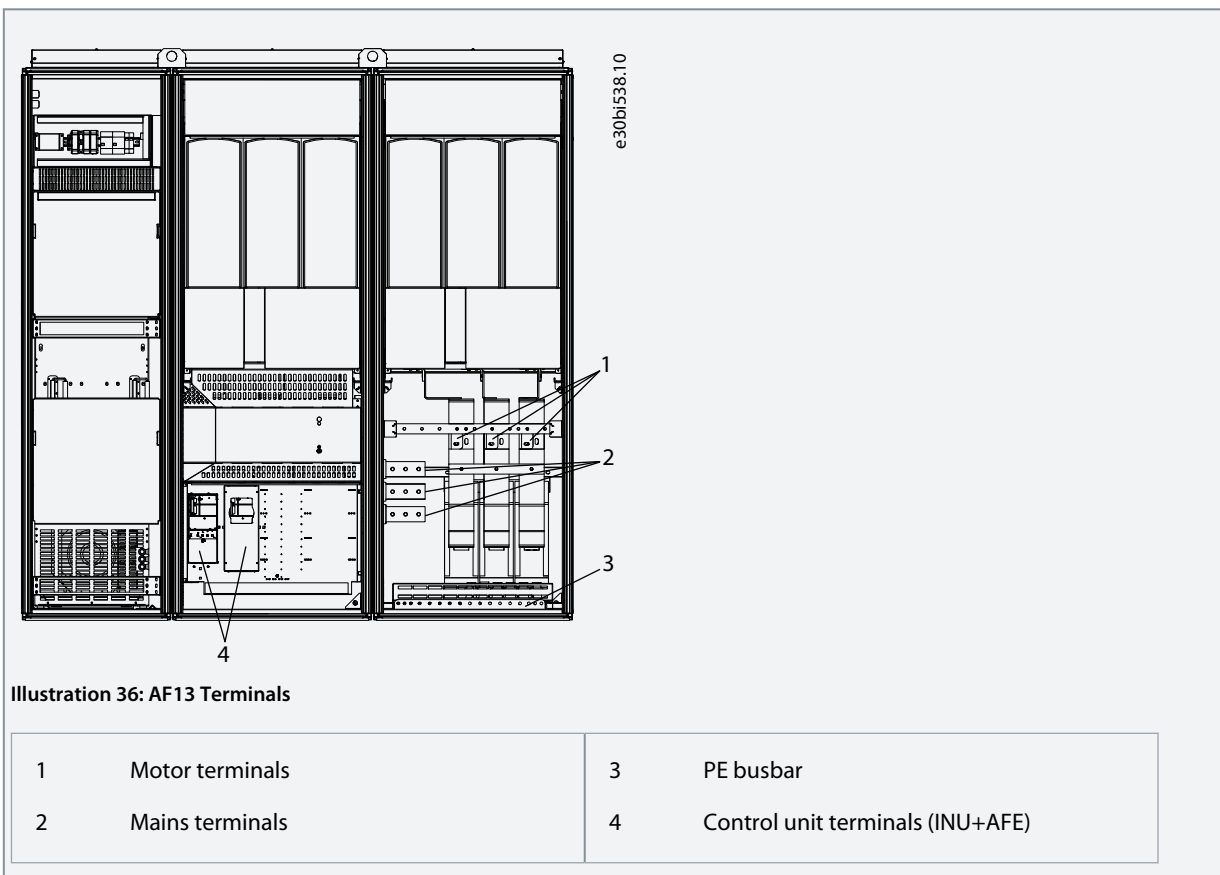 e30bi538.10
1
2
3
4
Illustration 36: AF13 Terminals
1 Motor terminals 3 PE busbar
2 Mains terminals 4 Control unit terminals (INU+AFE)